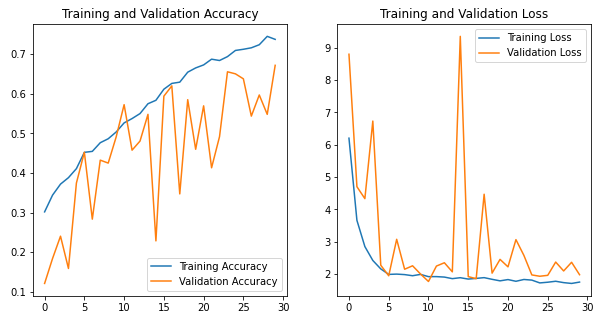 Training and Validation Accuracy
0.7
0.6
0.5
0.4
0.3
0.2
0.1
0 5 10 15 20 25 30
Training Accuracy
Validation Accuracy
Training and Validation Loss
9
8
7
6
5
4
3
2
0 5 10 15 20 25 30
Training Loss
Validation Loss